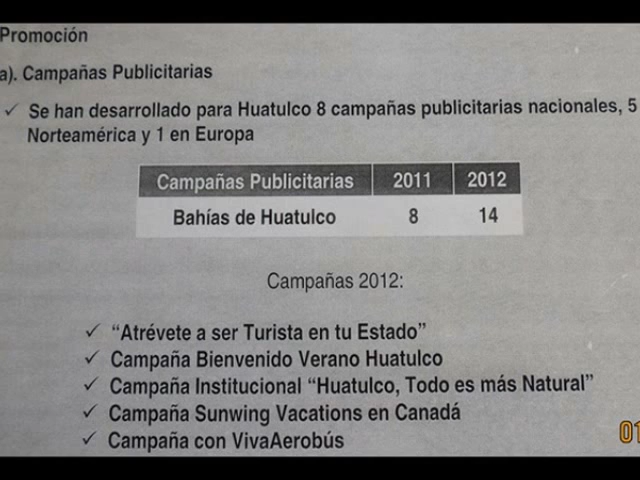 Promoción
a). Campañas Publicitarias
✓ Se han desarrollado para Huatulco 8 campañas publicitarias nacionales, 5
Norteamérica y 1 en Europa
Campañas Publicitarias 2011 2012
Bahías de Huatulco 8 14
Campañas 2012:
✓ “Atrévete a ser Turista en tu Estado”
✓ Campaña Bienvenido Verano Huatulco
✓ Campaña Institucional “Huatulco, Todo es más Natural”
✓ Campaña Sunwing Vacations en Canadá
✓ Campaña con VivaAerobús
01